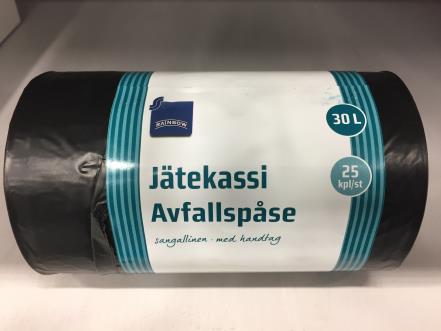 RAINBOW
30 L
25
kpl/st
Jätekassi
Avfallspåse
sangallinen - med handtag